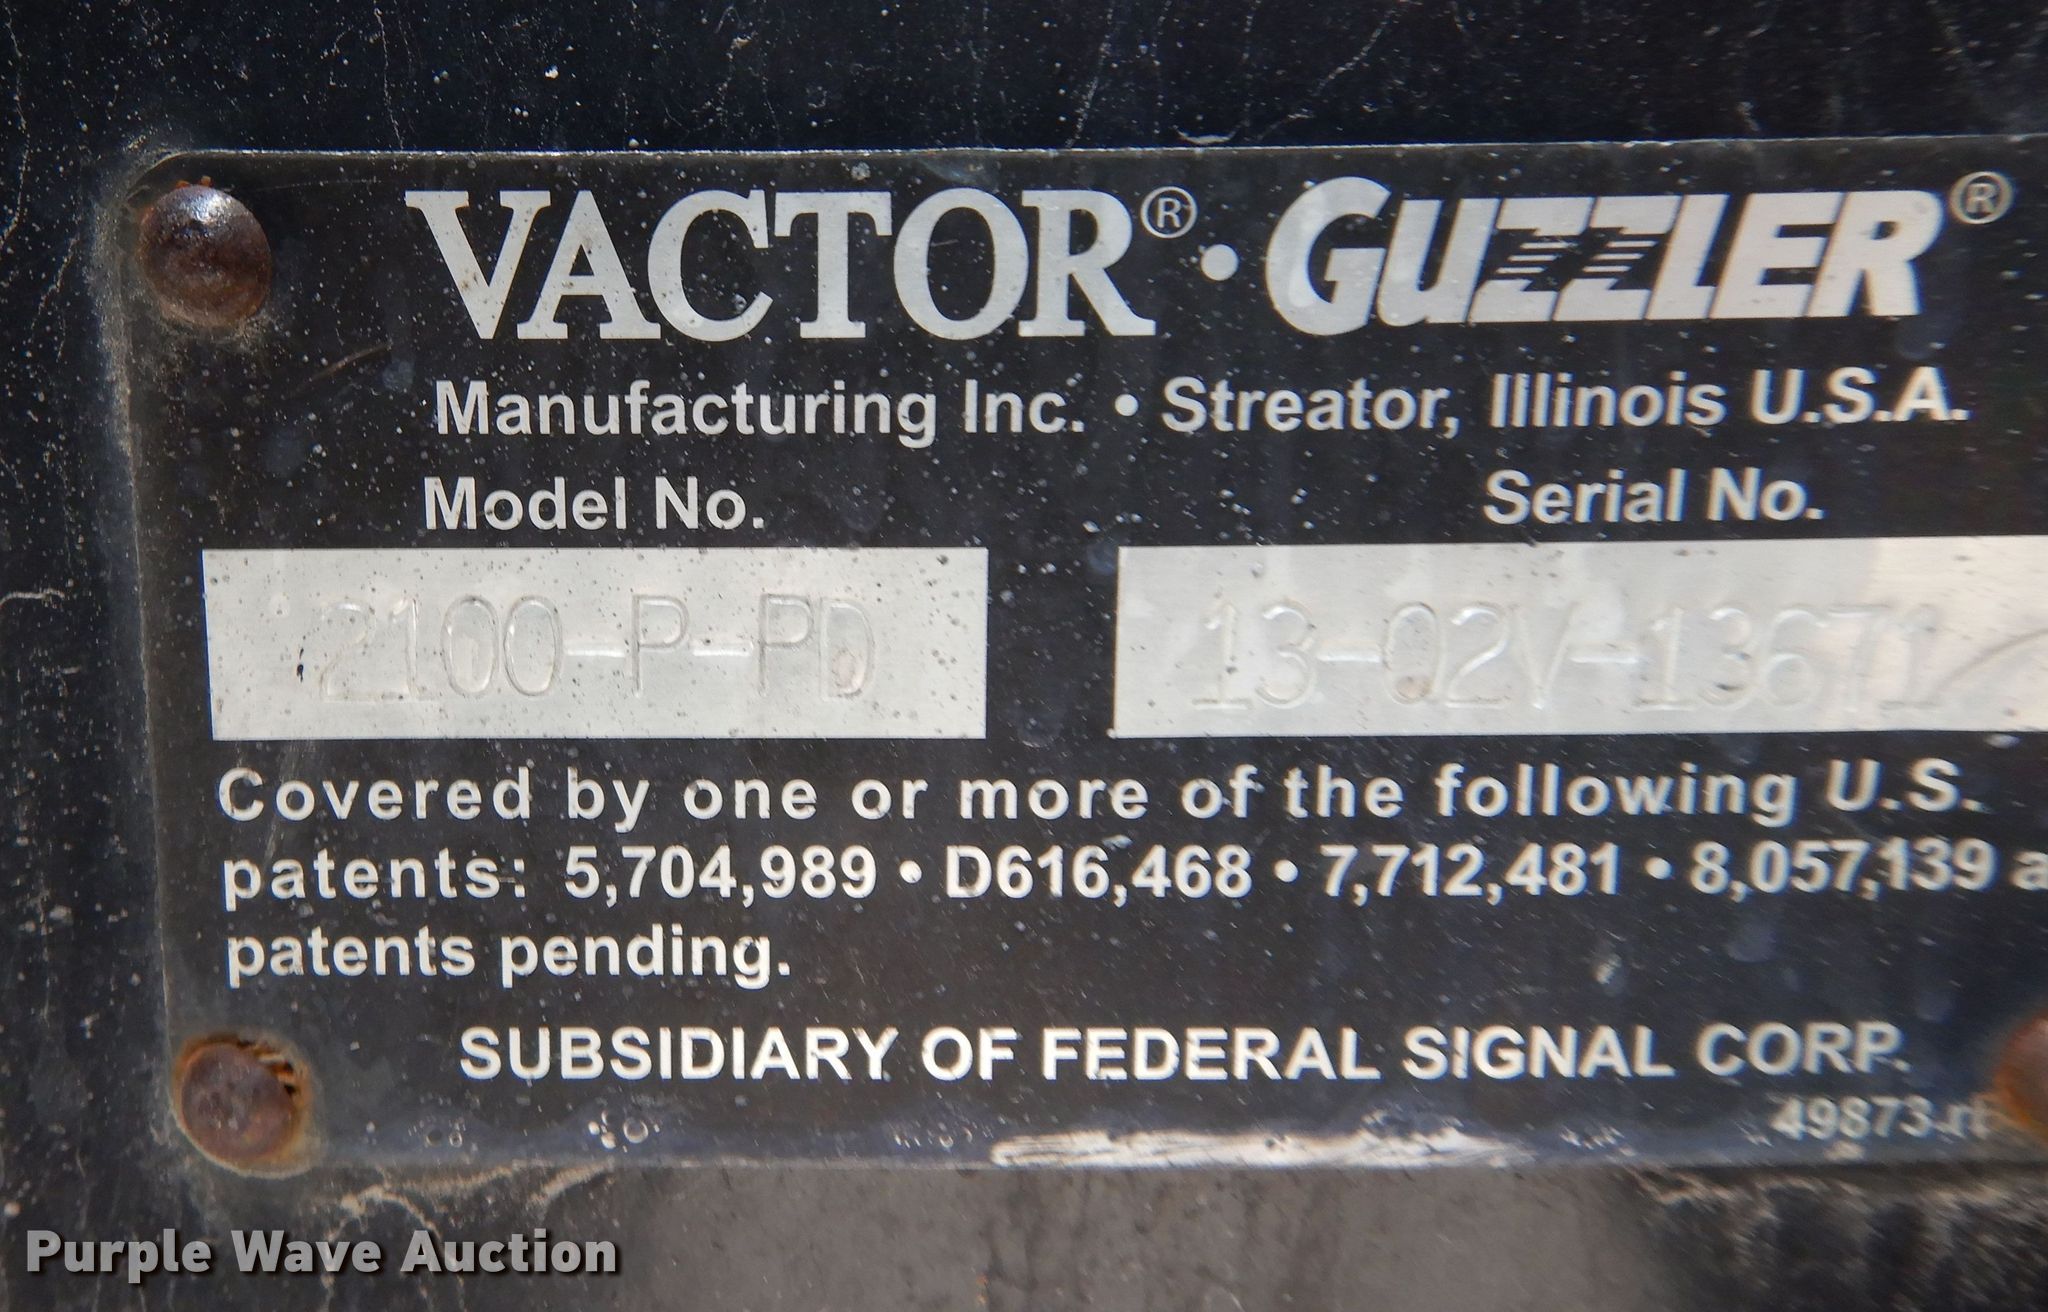 VACTOR® • GUZZLER®
Manufacturing Inc. • Streator, Illinois U.S.A.
Model No. Serial No.
2100-P-PD 13-02V-13671
Covered by one or more of the following U.S.
patents: 5,704,989 • D616,468 • 7,712,481 • 8,057,139 a
patents pending.
SUBSIDIARY OF FEDERAL SIGNAL CORP.
Purple Wave Auction